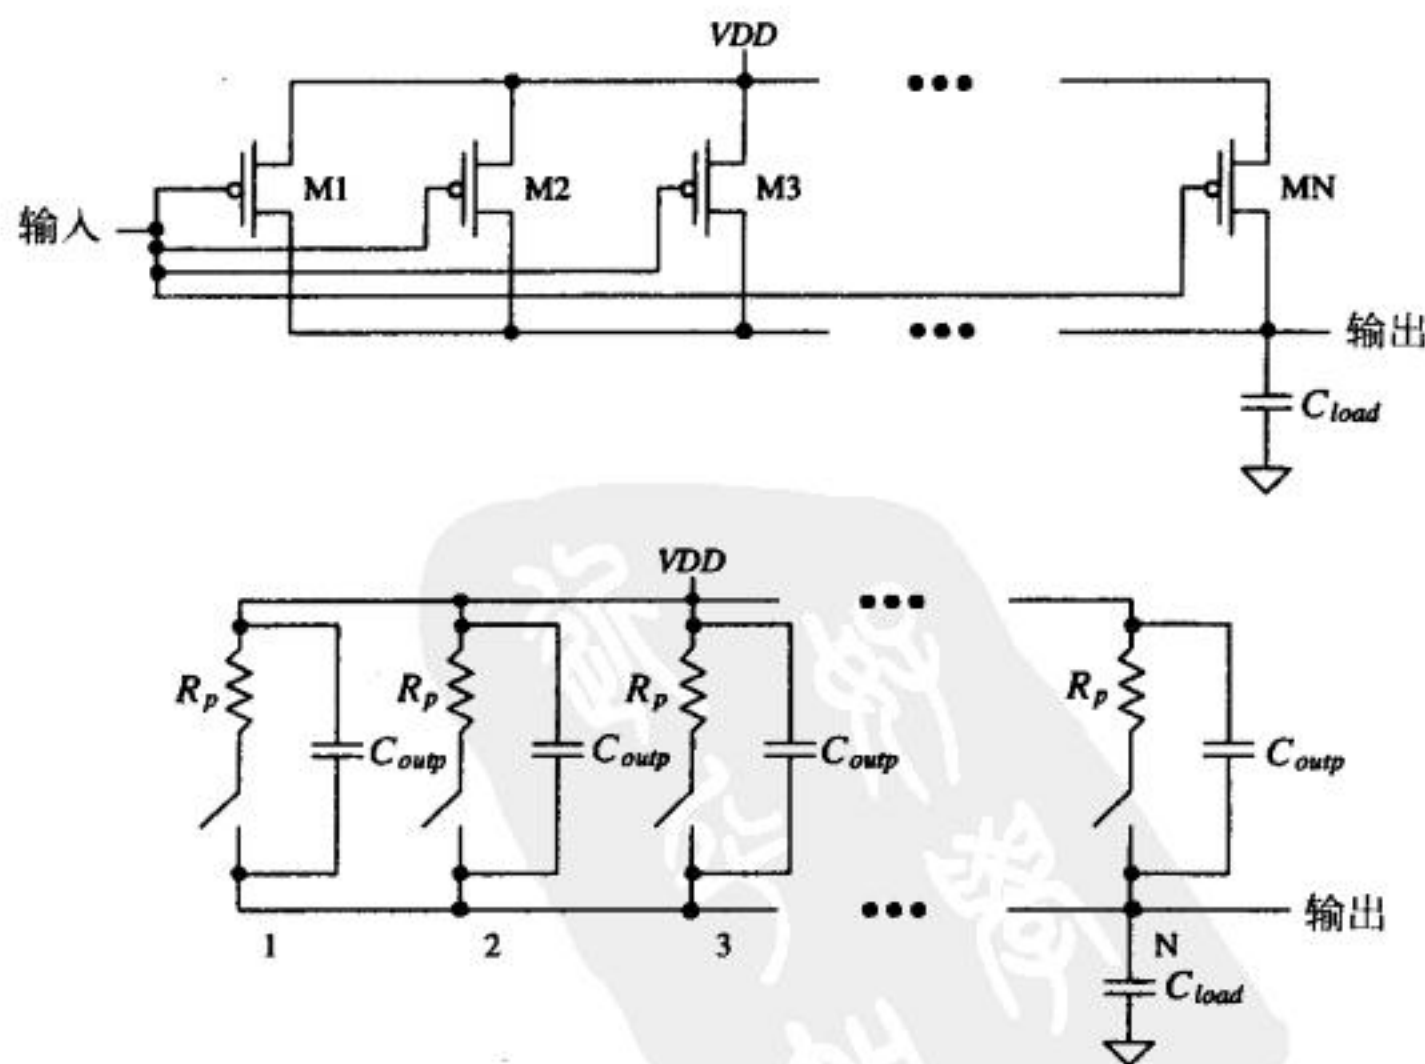 VDD
M1
M2
M3
MN
输入
输出
C_load
VDD
R_p
C_outp
R_p
C_outp
R_p
C_outp
R_p
C_outp
输出
1
2
3
N
C_load